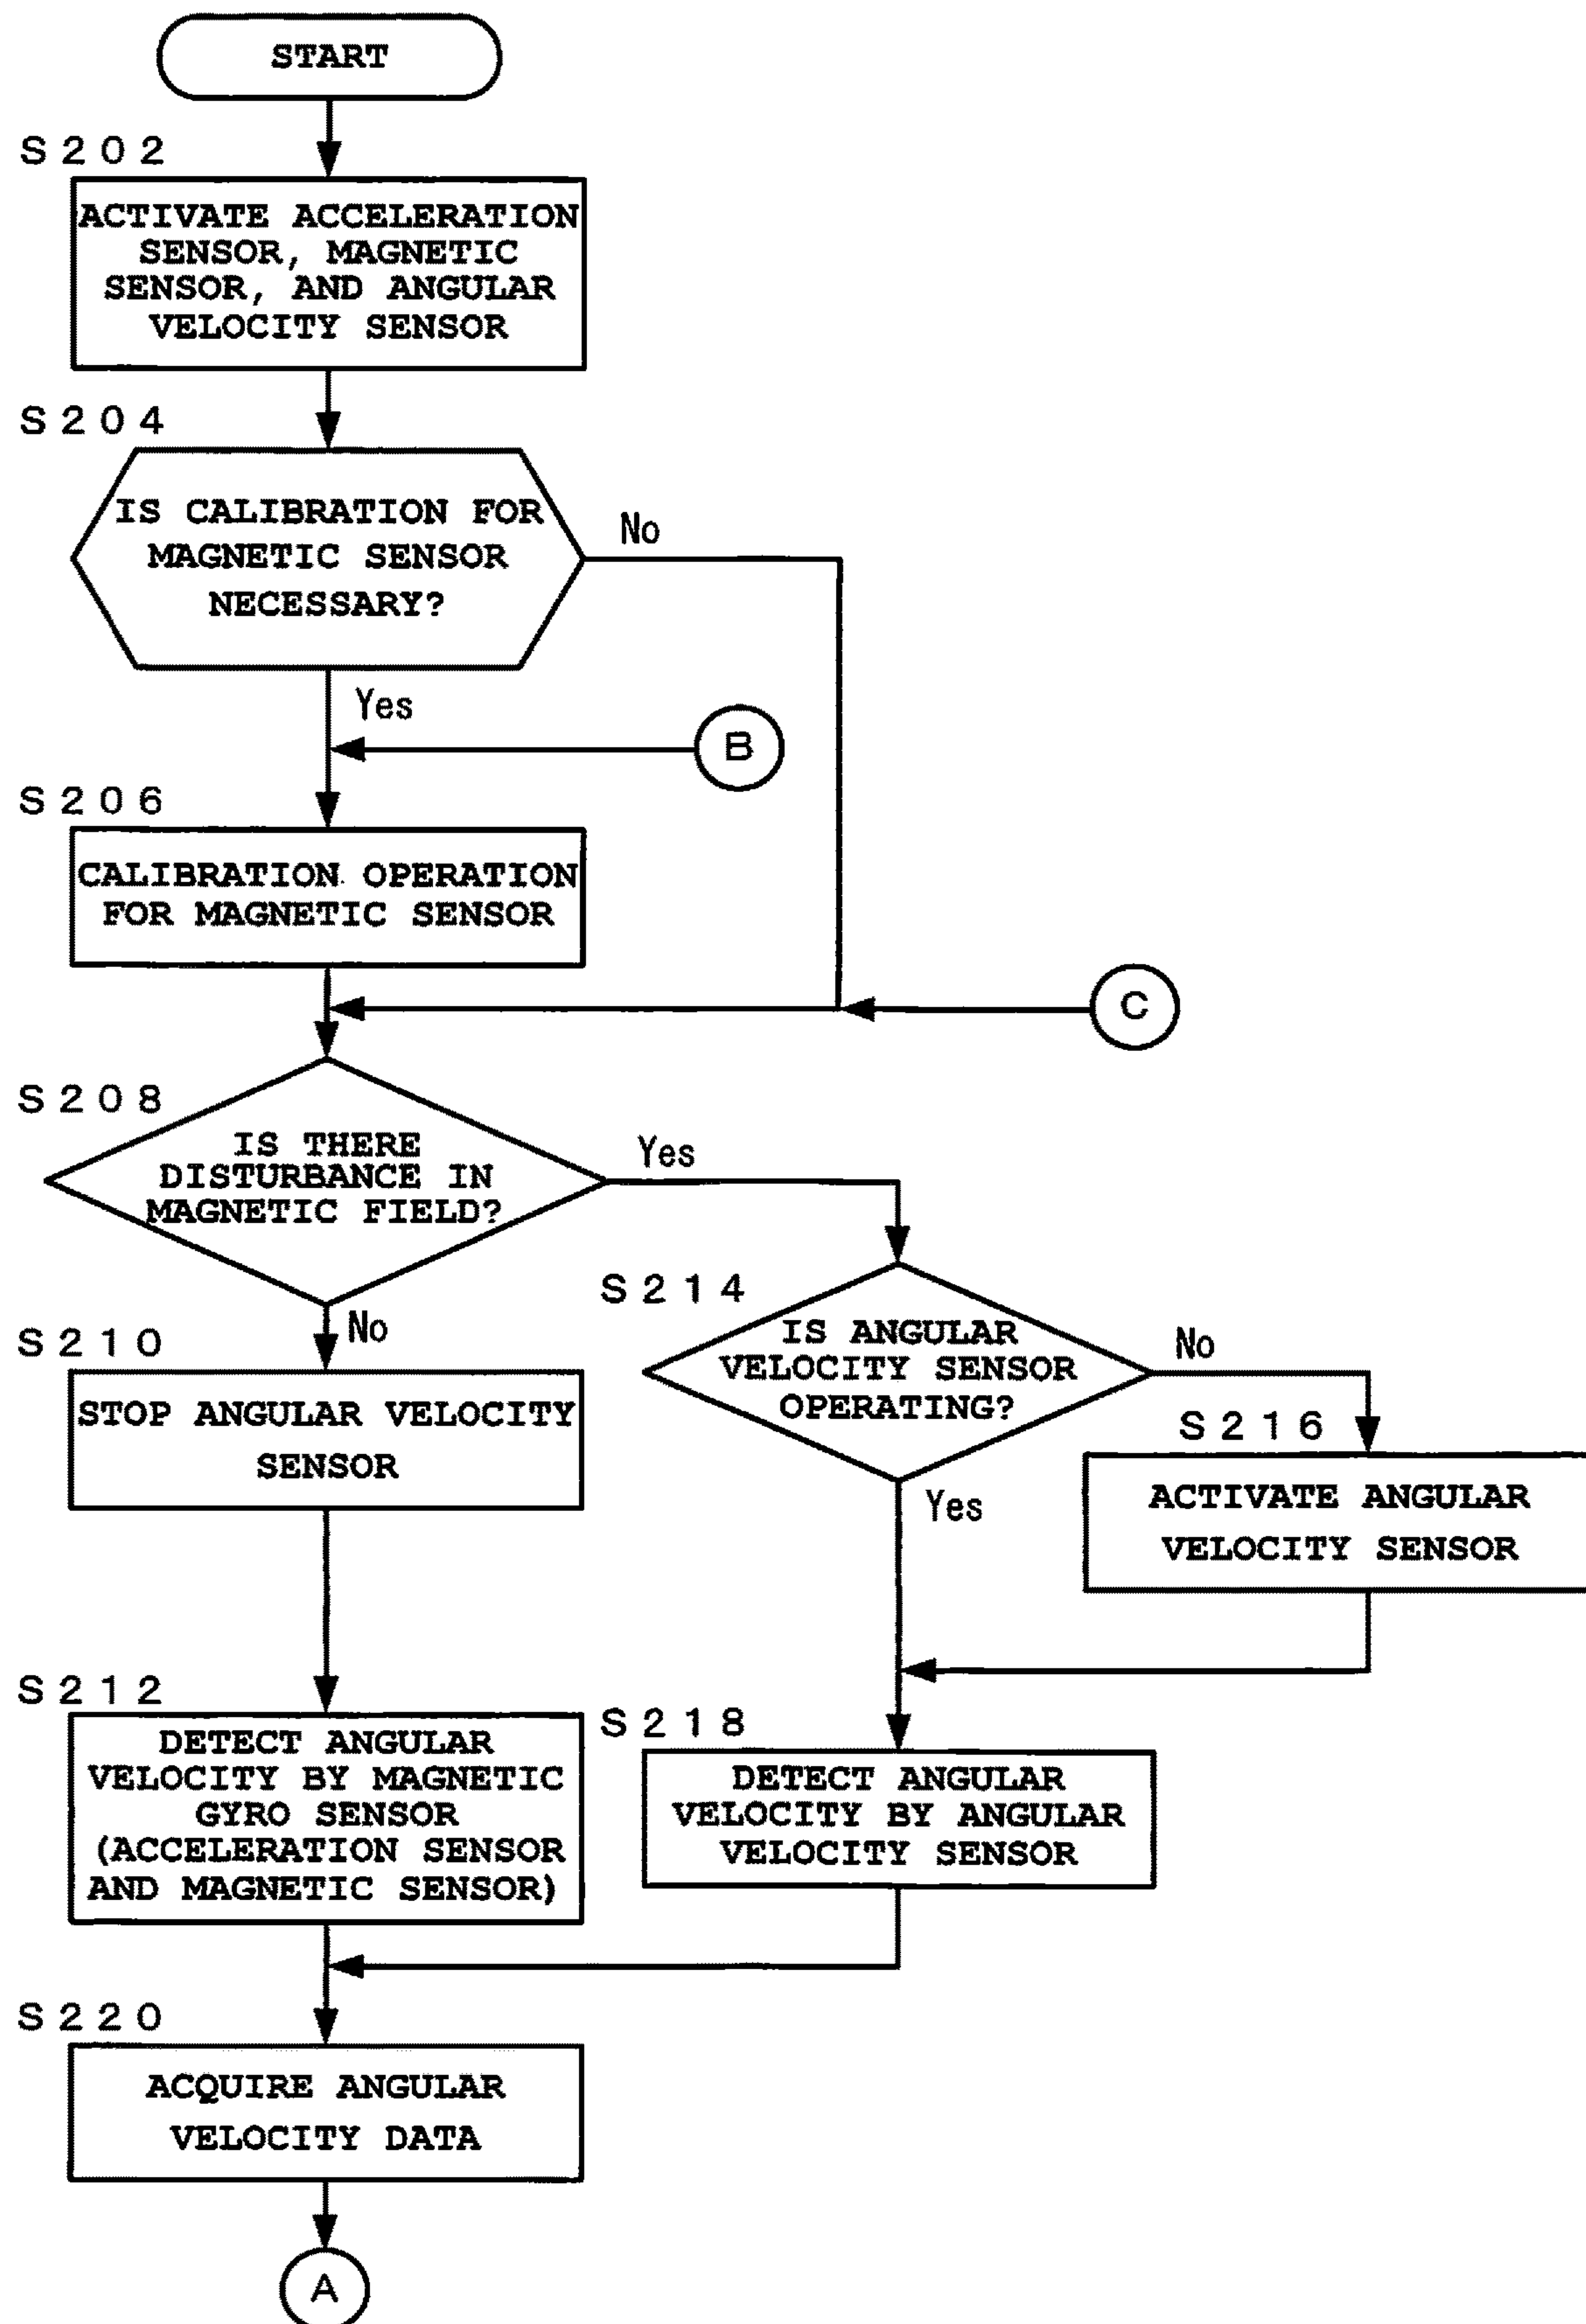 START
S202
ACTIVATE ACCELERATION
SENSOR, MAGNETIC
SENSOR, AND ANGULAR
VELOCITY SENSOR
S204
IS CALIBRATION FOR
MAGNETIC SENSOR
NECESSARY?
No
Yes
B
S206
CALIBRATION OPERATION
FOR MAGNETIC SENSOR
C
S208
IS THERE
DISTURBANCE IN
MAGNETIC FIELD?
Yes
No
S210
STOP ANGULAR VELOCITY
SENSOR
S214
IS ANGULAR
VELOCITY SENSOR
OPERATING?
No
Yes
S216
ACTIVATE ANGULAR
VELOCITY SENSOR
S212
DETECT ANGULAR
VELOCITY BY MAGNETIC
GYRO SENSOR
(ACCELERATION SENSOR
AND MAGNETIC SENSOR)
S218
DETECT ANGULAR
VELOCITY BY ANGULAR
VELOCITY SENSOR
S220
ACQUIRE ANGULAR
VELOCITY DATA
A